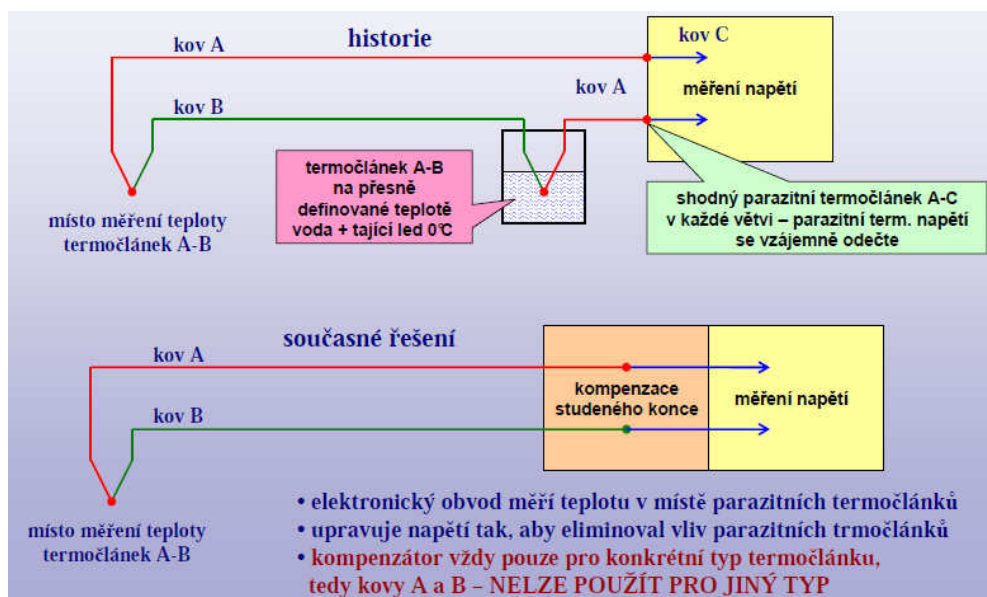 historie
kov A
kov C
kov B
kov A
měření napětí
termočlánek A-B
na přesně
definované teplotě
voda + tající led 0°C
místo měření teploty
termočlánek A-B
shodný parazitní termočlánek A-C
v každé větvi – parazitní term. napětí
se vzájemně odečte
současné řešení
kov A
kov B
kompenzace
studeného konce
měření napětí
místo měření teploty
termočlánek A-B
• elektronický obvod měří teplotu v místě parazitních termočlánků
• upravuje napětí tak, aby eliminoval vliv parazitních trmočlánků
• kompenzátor vždy pouze pro konkrétní typ termočlánku,
tedy kovy A a B – NELZE POUŽÍT PRO JINÝ TYP